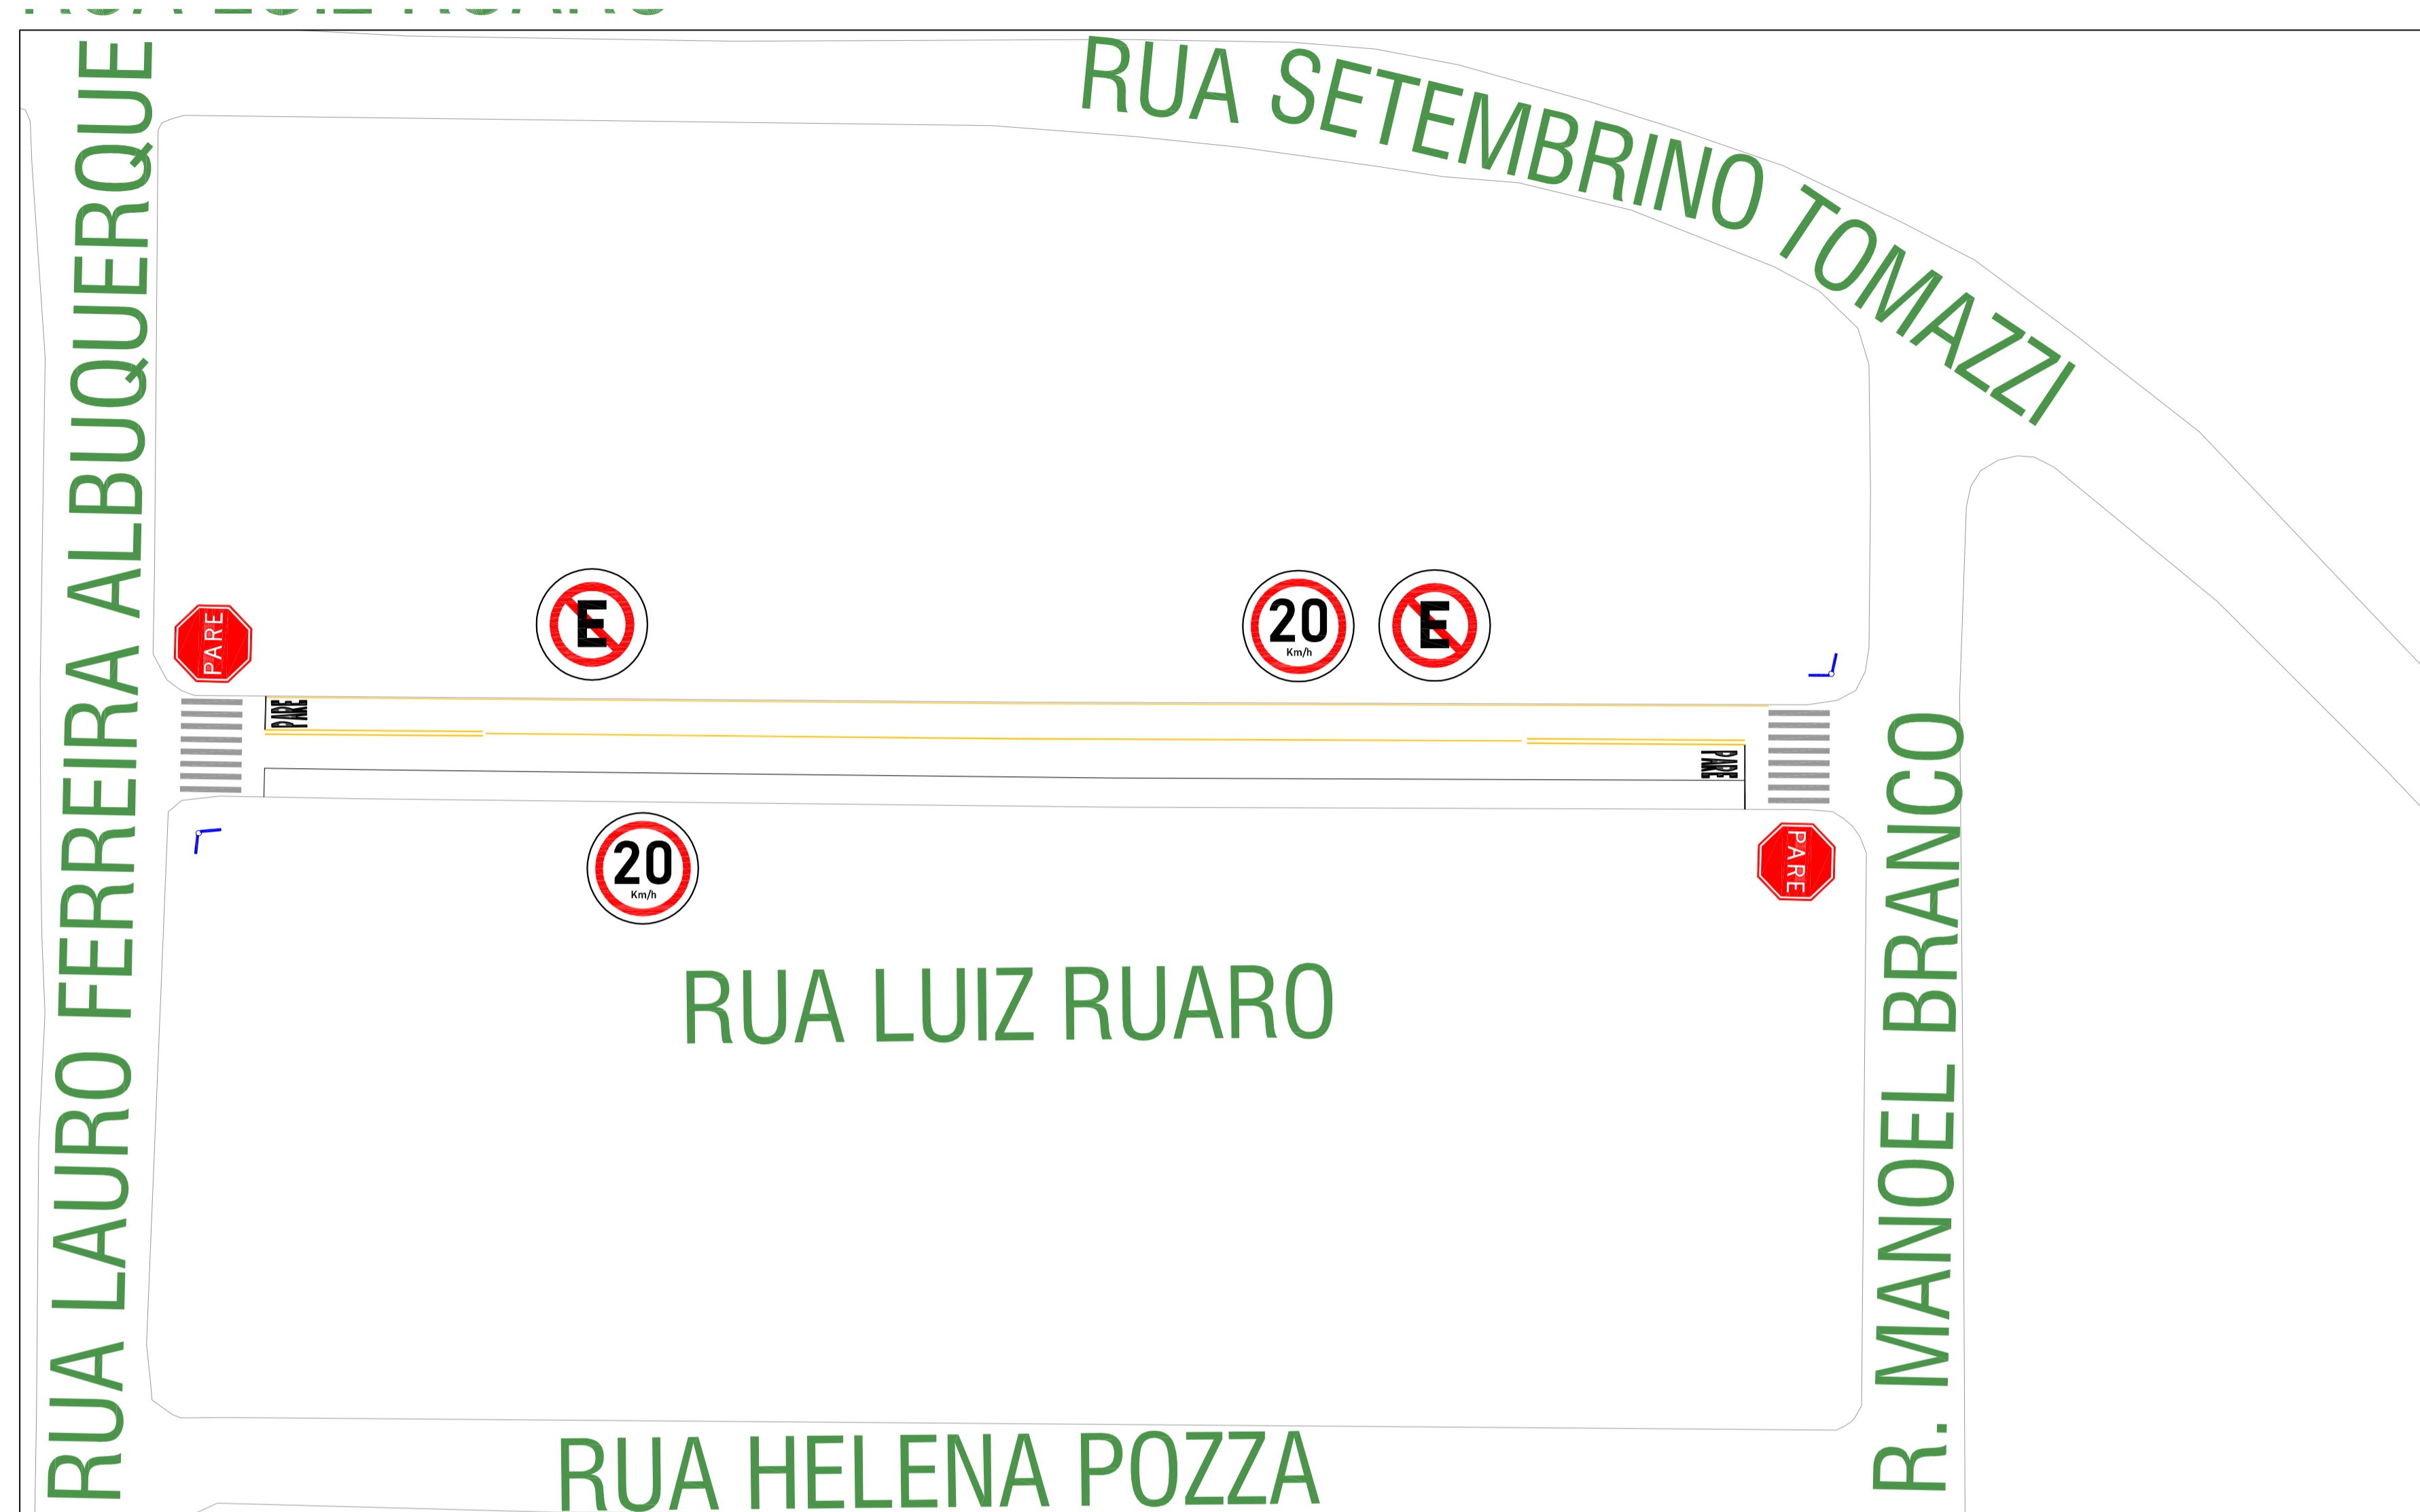 RUA SETEMBRINO TOMAZZI
RUA LAURO FERREIRA ALBUQUERQUE
E
20
Km/h
E
PARE
PARE
PARE
20
Km/h
PARE
RUA LUIZ RUARO
R. MANOEL BRANCO
RUA HELENA POZZA